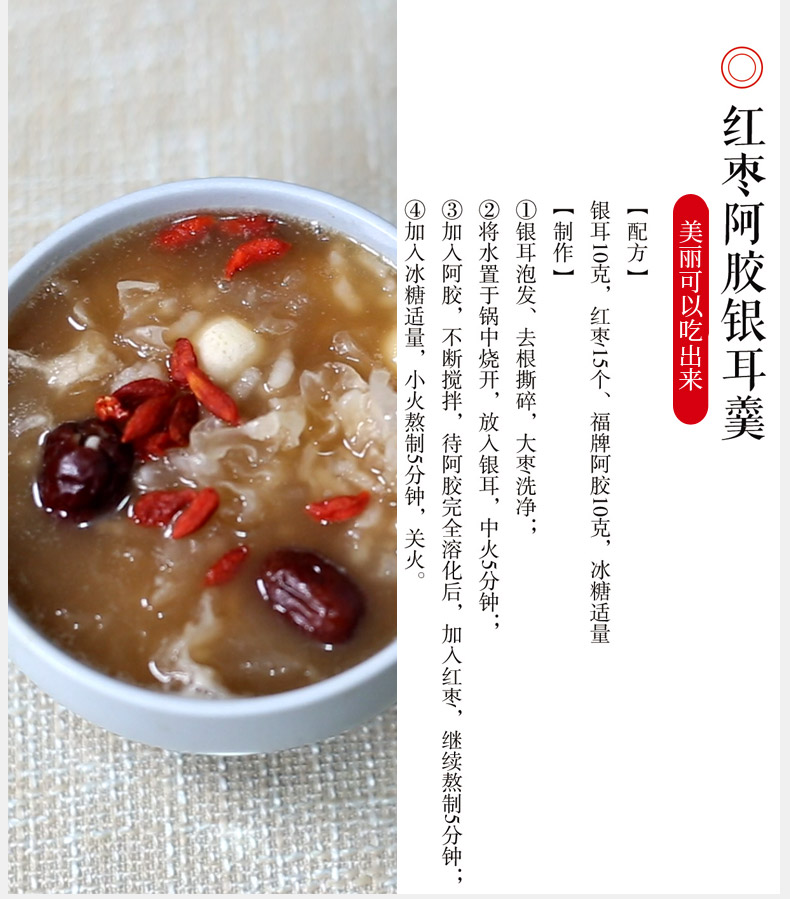 红枣阿胶银耳羹
美丽可以吃出来
【配方】
银耳10克，红枣15个、福牌阿胶10克，冰糖适量
【制作】
①银耳泡发、去根撕碎，大枣洗净；
②将水置于锅中烧开，放入银耳，中火5分钟；
③加入阿胶，不断搅拌，待阿胶完全溶化后，加入红枣，继续熬制5分钟；
④加入冰糖适量，小火熬制5分钟，关火。